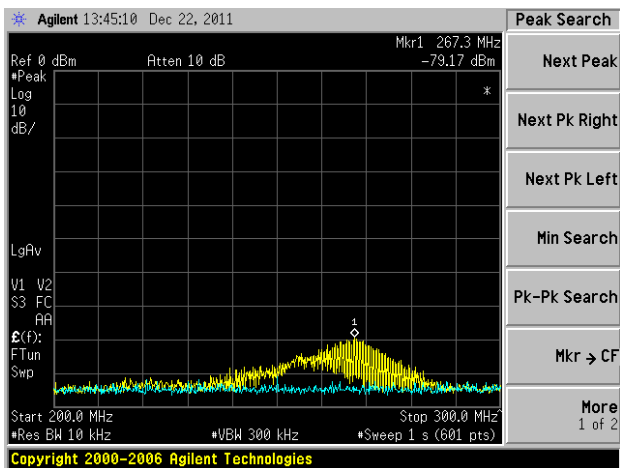 Agilent 13:45:10 Dec 22, 2011
Peak Search
Mkr1 267.3 MHz
Ref 0 dBm Atten 10 dB -79.17 dBm
#Peak
Log
10
dB/
*
LgAv
V1 V2
S3 FC
AA
£(f):
FTun
Swp
1
Start 200.0 MHz Stop 300.0 MHz^
#Res BW 10 kHz #VBW 300 kHz #Sweep 1 s (601 pts)
Copyright 2000-2006 Agilent Technologies
Next Peak
Next Pk Right
Next Pk Left
Min Search
Pk-Pk Search
Mkr → CF
More
1 of 2